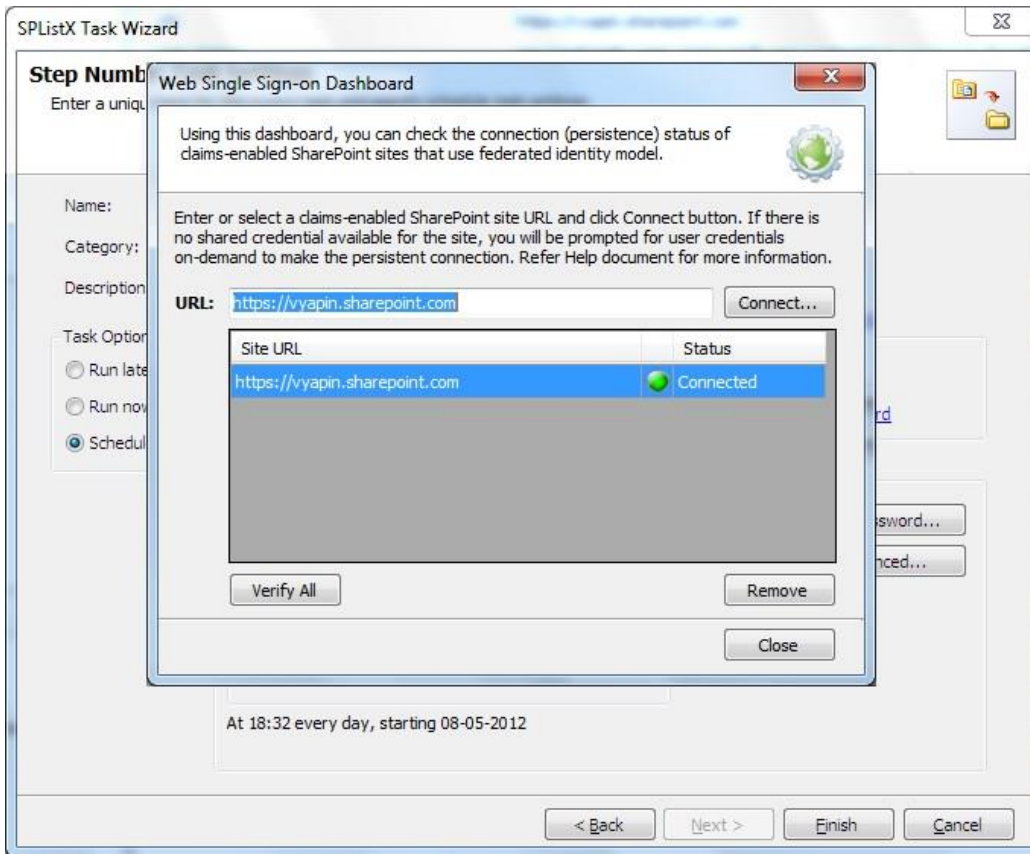 SPListX Task Wizard
Step Numb
Enter a uniqu
Web Single Sign-on Dashboard
Using this dashboard, you can check the connection (persistence) status of
claims-enabled SharePoint sites that use federated identity model.
Name:
Category:
Description
Enter or select a claims-enabled SharePoint site URL and click Connect button. If there is
no shared credential available for the site, you will be prompted for user credentials
on-demand to make the persistent connection. Refer Help document for more information.
URL: https://vyapin.sharepoint.com Connect...
Task Option
Run late
Run now
Schedul
Site URL Status
https://vyapin.sharepoint.com Connected
rd
ssword...
nced...
Verify All Remove
Close
At 18:32 every day, starting 08-05-2012
< Back Next > Finish Cancel